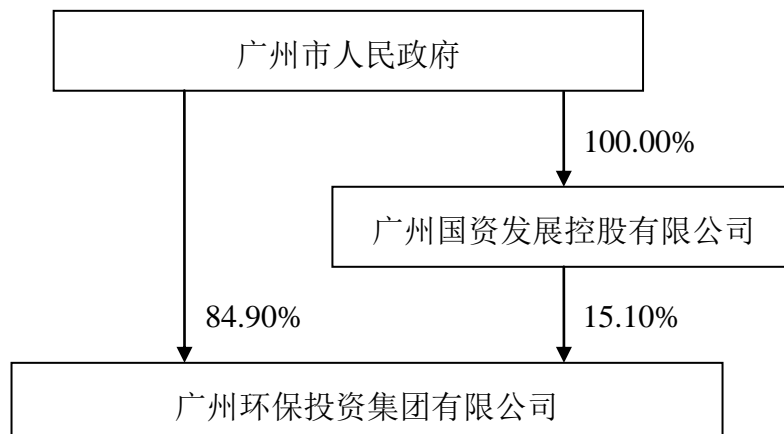 广州市人民政府
100.00%
广州国资发展控股有限公司
84.90%
15.10%
广州环保投资集团有限公司